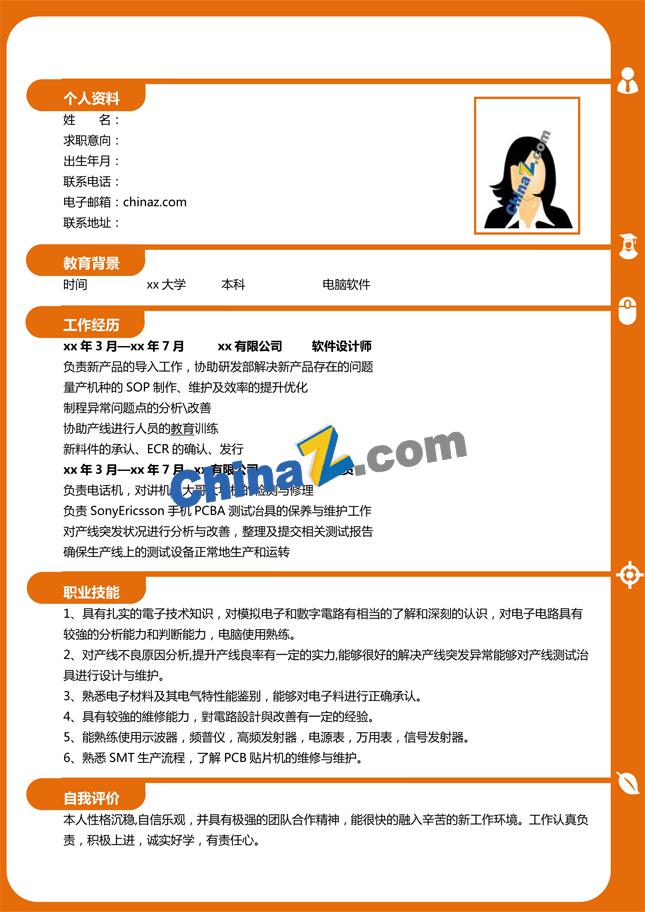 个人资料
姓 名：
求职意向：
出生年月：
联系电话：
电子邮箱：chinaz.com
联系地址：
ChinaZ.com
教育背景
时间 xx 大学 本科 电脑软件
工作经历
xx 年 3 月—xx 年 7 月 xx 有限公司 软件设计师
负责新产品的导入工作，协助研发部解决新产品存在的问题
量产机种的 SOP 制作、维护及效率的提升优化
制程异常问题点的分析\改善
协助产线进行人员的教育训练
新料件的承认、ECR 的确认、发行
ChinaZ.com
xx 年 3 月—xx 年 7 月 xx 有限公司
负责电话机，对讲机 大哥大 的检测与修理
负责 SonyEricsson 手机 PCBA 测试冶具的保养与维护工作
对产线突发状况进行分析与改善，整理及提交相关测试报告
确保生产线上的测试设备正常地生产和运转
职业技能
1、具有扎实的電子技术知识，对模拟电子和數字電路有相当的了解和深刻的认识，对电子电路具有
较強的分析能力和判断能力，电脑使用熟练。
2、对产线不良原因分析,提升产线良率有一定的实力,能够很好的解决产线突发异常能够对产线测试冶
具进行设计与维护。
3、熟悉电子材料及其电气特性能鉴别，能够对电子料进行正确承认。
4、具有较強的維修能力，對電路設計與改善有一定的经验。
5、能熟练使用示波器，频普仪，高频发射器，电源表，万用表，信号发射器。
6、熟悉 SMT 生产流程，了解 PCB 贴片机的维修与维护。
自我评价
本人性格沉稳,自信乐观，并具有极强的团队合作精神，能很快的融入辛苦的新工作环境。工作认真负
责，积极上进，诚实好学，有责任心。